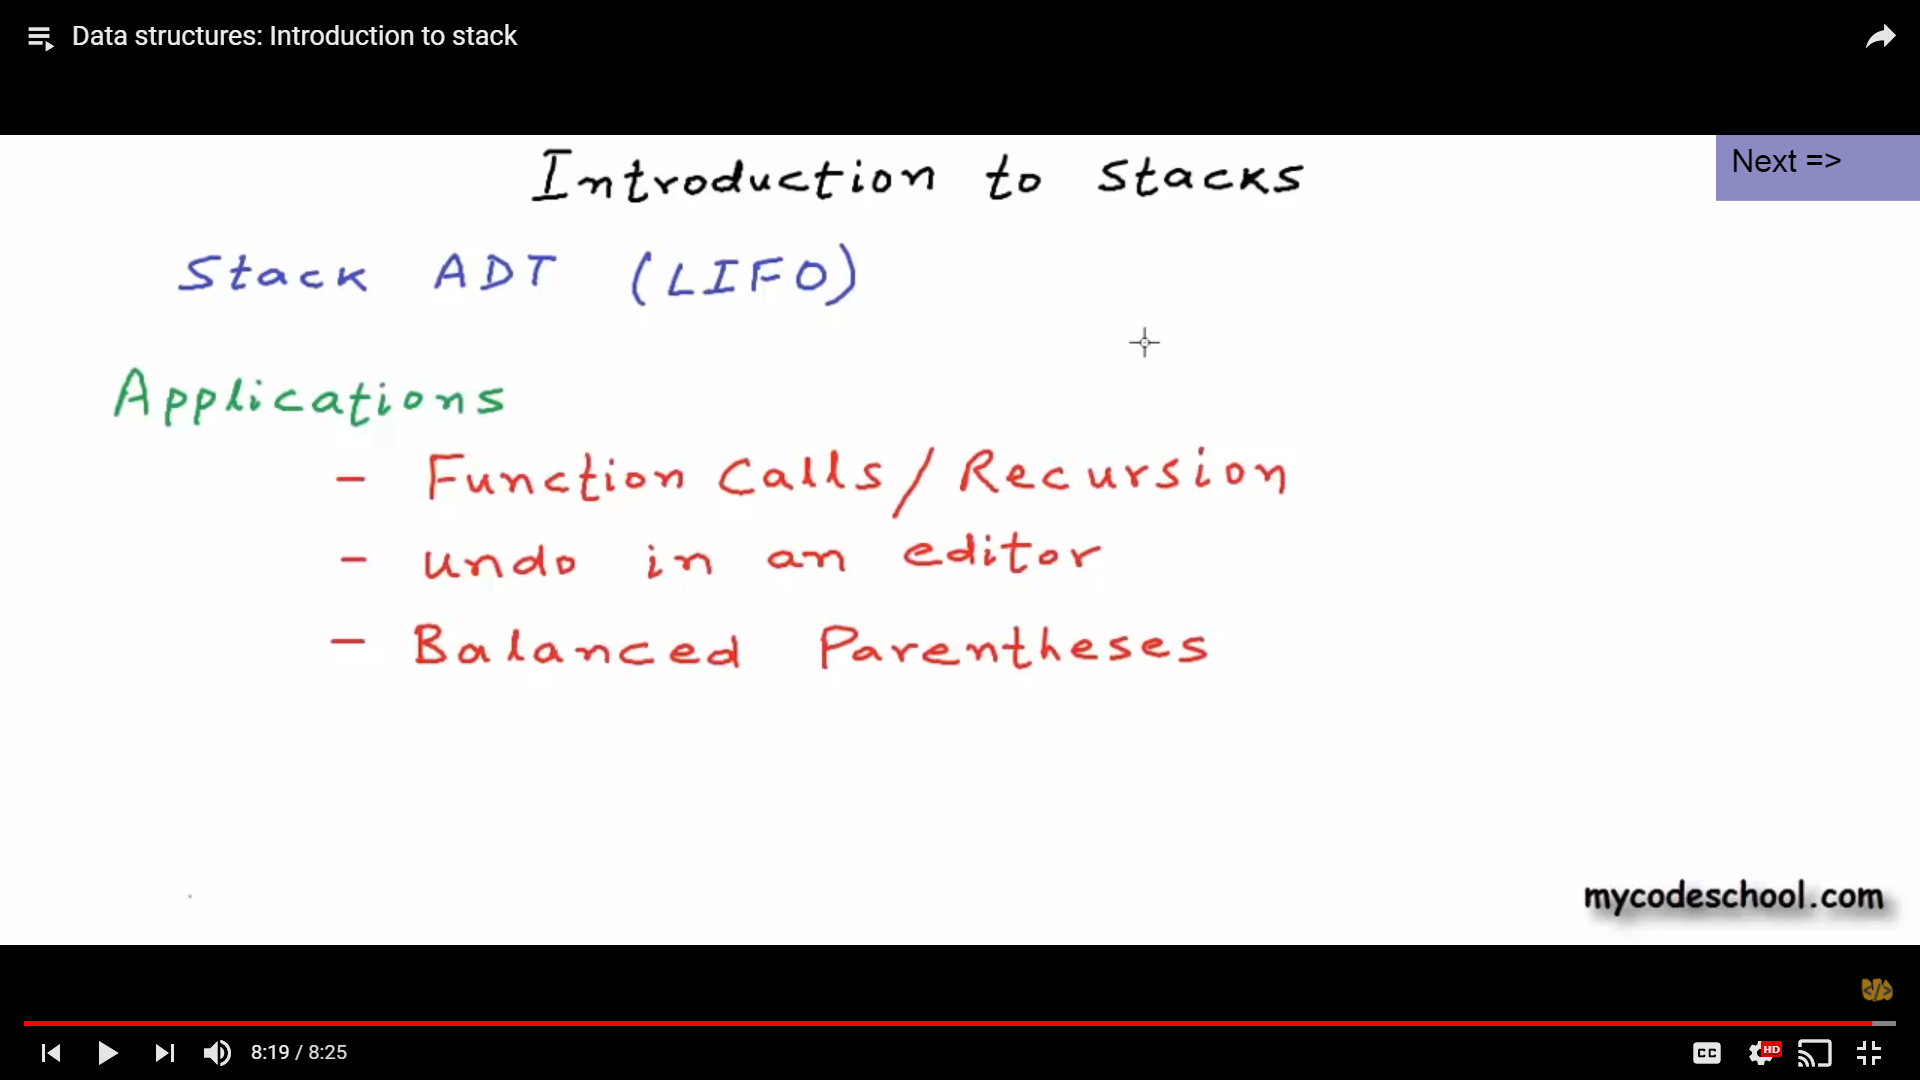 Data structures: Introduction to stack
Introduction to stacks
Next =>
Stack ADT (LIFO)
Applications
- Function Calls/Recursion
- undo in an editor
- Balanced Parentheses
mycodeschool.com
</>
8:19 / 8:25
CC
HD